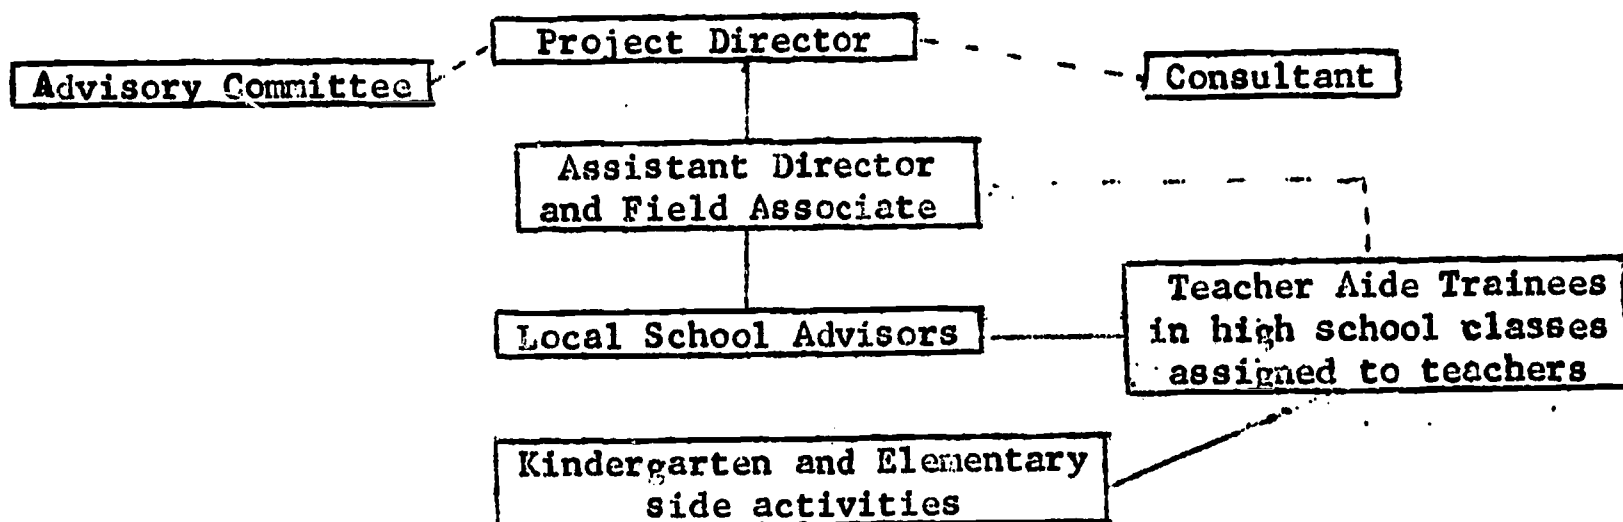 Project Director
Advisory Committee
Consultant
Assistant Director
and Field Associate
Teacher Aide Trainees
in high school classes
assigned to teachers
Local School Advisors
Kindergarten and Elementary
side activities